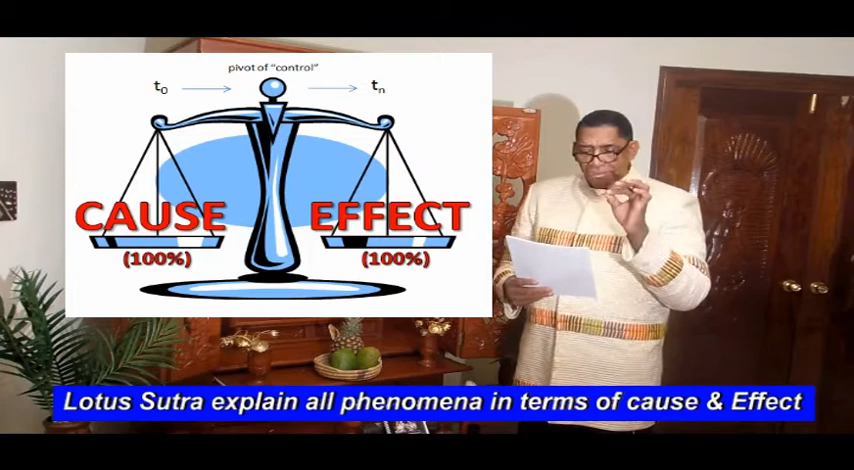 pivot of "control"
t0 tn
CAUSE EFFECT
(100%) (100%)
Lotus Sutra explain all phenomena in terms of cause & Effect